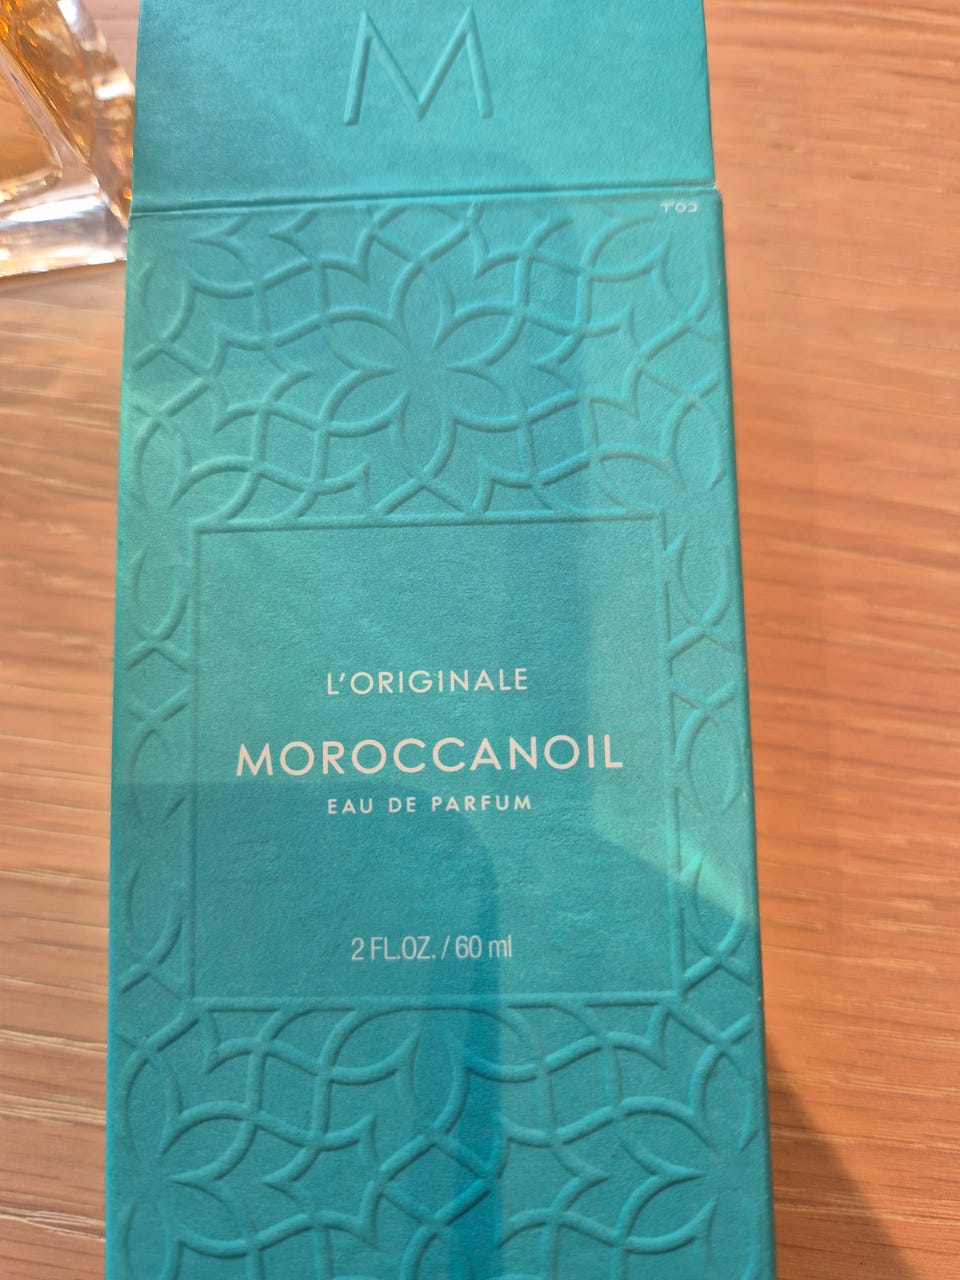 M
L'ORIGINALE
MOROCCANOIL
EAU DE PARFUM
2 FL.OZ. / 60 ml